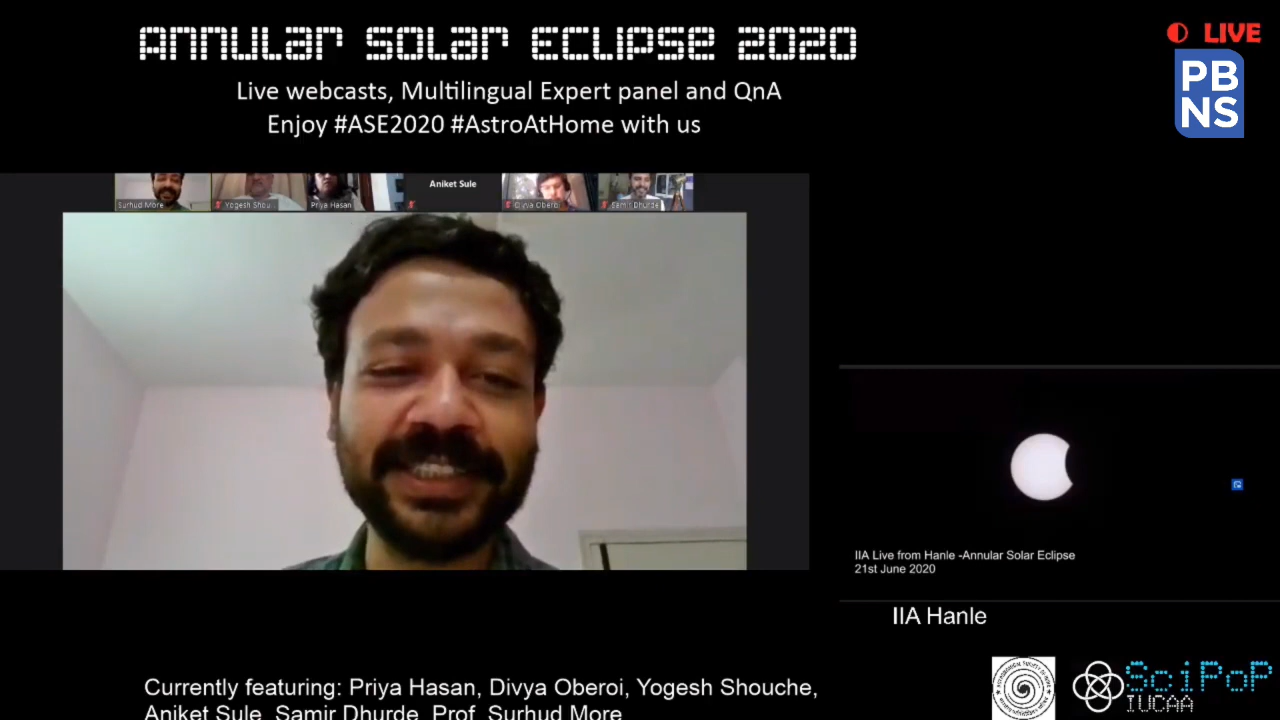 ANNULAR SOLAR ECLIPSE 2020
LIVE
PB
NS
Live webcasts, Multilingual Expert panel and QnA
Enjoy #ASE2020 #AstroAtHome with us
Surhud More
Yogesh Shou
Priya Hasan
Aniket Sule
Divya Oberoi
Samir Dhurde
IIA Live from Hanle -Annular Solar Eclipse
21st June 2020
IIA Hanle
Currently featuring: Priya Hasan, Divya Oberoi, Yogesh Shouche,
Aniket Sule, Samir Dhurde, Prof. Surhud More
SciPoP
IUCAA